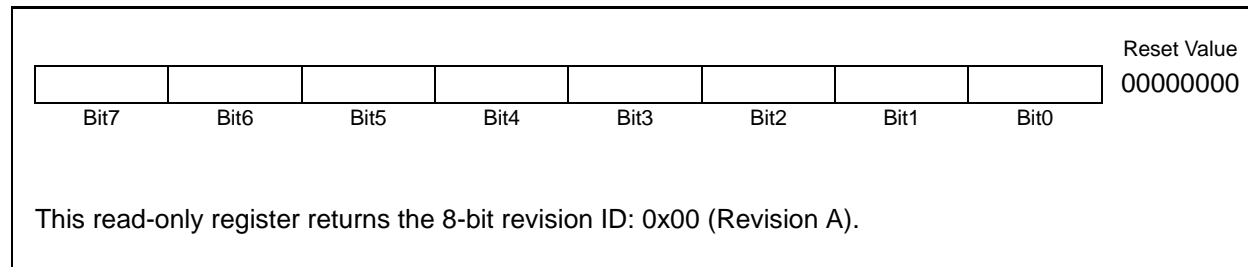 Reset Value
00000000
Bit7 Bit6 Bit5 Bit4 Bit3 Bit2 Bit1 Bit0
This read-only register returns the 8-bit revision ID: 0x00 (Revision A).